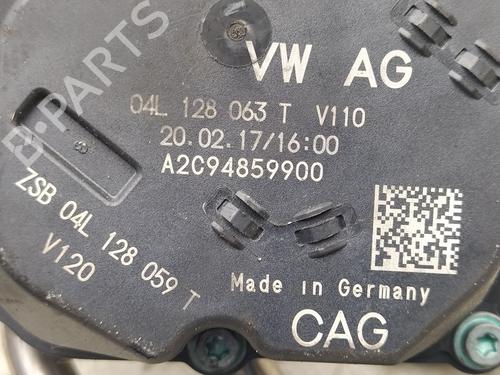 VW AG
04L 128 063 T V110
20.02.17/16:00
A2C94859900
ZSB 04L 128 059 T
V120
Made in Germany
CAG
PARTS